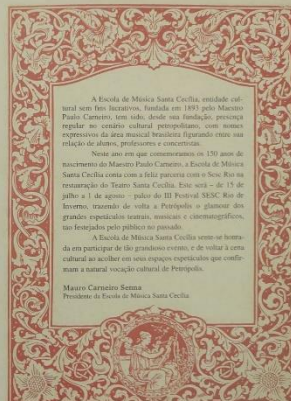 A Escola de Música Santa Cecília, entidade cul-
tural sem fins lucrativos, fundada em 1893 pelo Maestro
Paulo Carneiro, tem sido, desde sua fundação, presença
regular no cenário cultural petropolitano, com nomes
expressivos da área musical brasileira figurando entre sua
relação de alunos, professores e concertistas.
Neste ano em que comemoramos os 150 anos de
nascimento do Maestro Paulo Carneiro, a Escola de Música
Santa Cecília conta com a feliz parceria com o Sesc Rio na
restauração do Teatro Santa Cecília. Este será – de 15 de
julho a 1 de agosto – palco do III Festival SESC Rio de
Inverno, trazendo de volta a Petrópolis o glamour dos
grandes espetáculos teatrais, musicais e cinematográficos,
tão festejados pelo público no passado.
A Escola de Música Santa Cecília sente-se honra-
da em participar de tão grandioso evento, e de voltar à cena
cultural ao acolher em seus espaços espetáculos que confir-
mam a natural vocação cultural de Petrópolis.
Mauro Carneiro Senna
Presidente da Escola de Música Santa Cecília